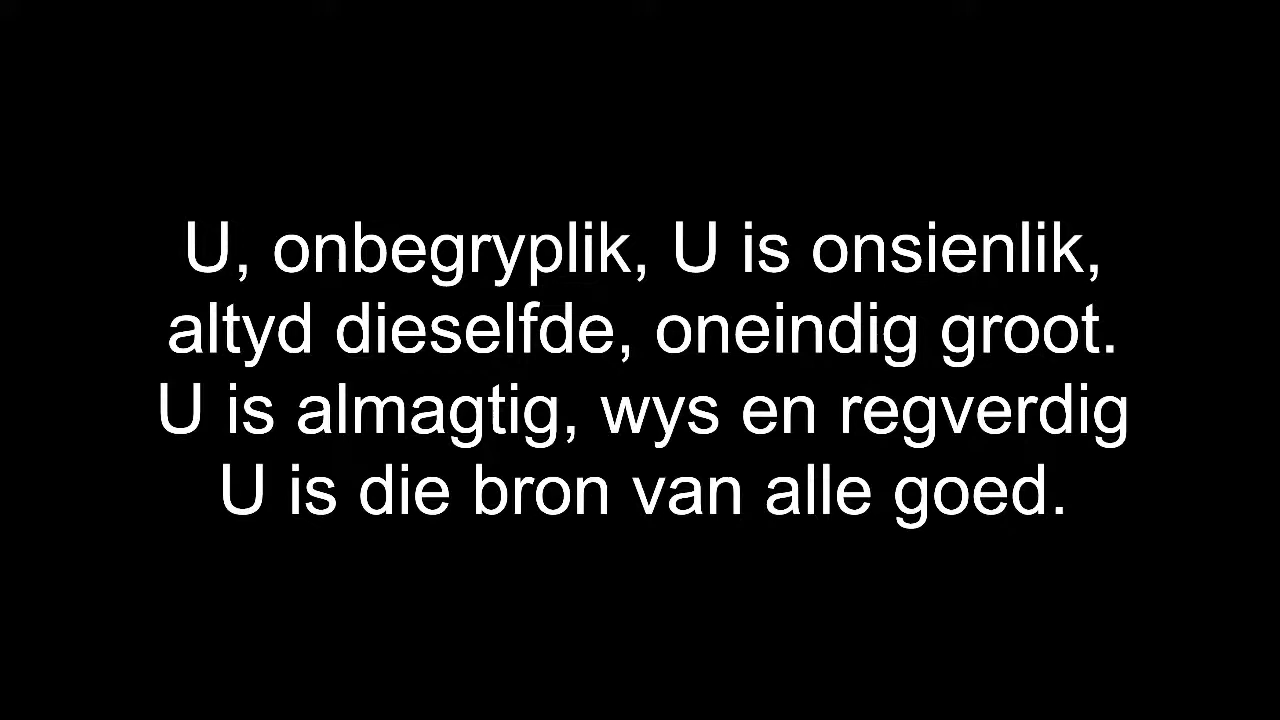 U, onbegryplik, U is onsienlik,
altyd dieselfde, oneindig groot.
U is almagtig, wys en regverdig
U is die bron van alle goed.